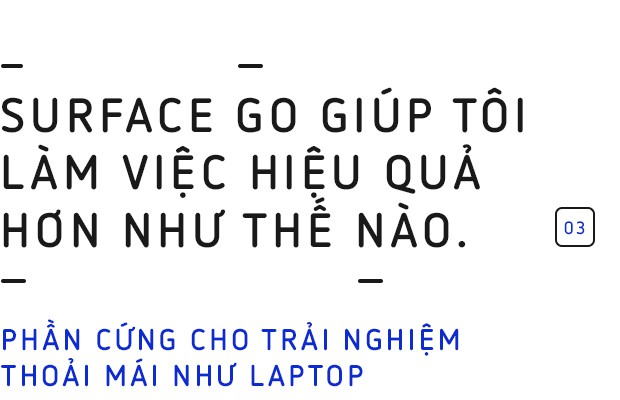 SURFACE GO GIÚP TÔI
LÀM VIỆC HIỆU QUẢ
HƠN NHƯ THẾ NÀO.
03
PHẦN CỨNG CHO TRẢI NGHIỆM
THOẢI MÁI NHƯ LAPTOP